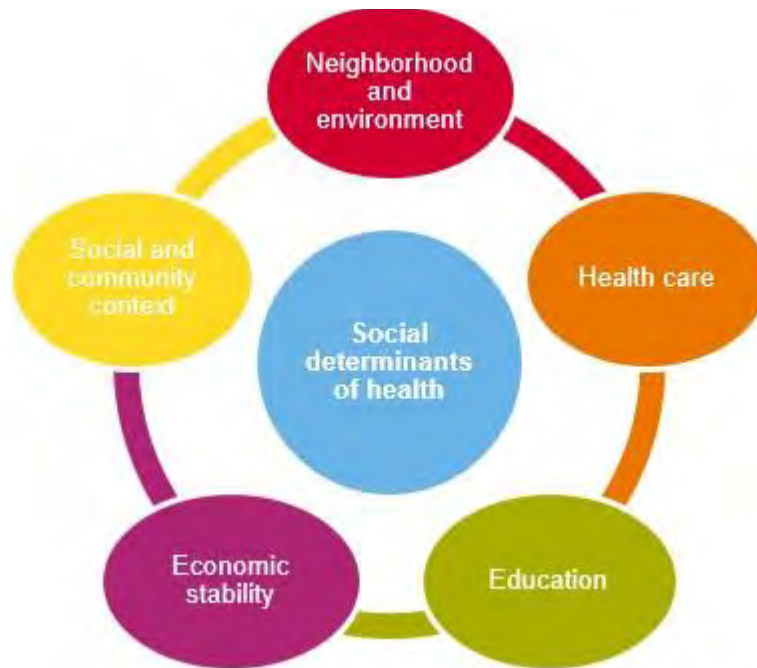 Neighborhood
and
environment
Social and
community
context
Health care
Social
determinants
of health
Economic
stability
Education